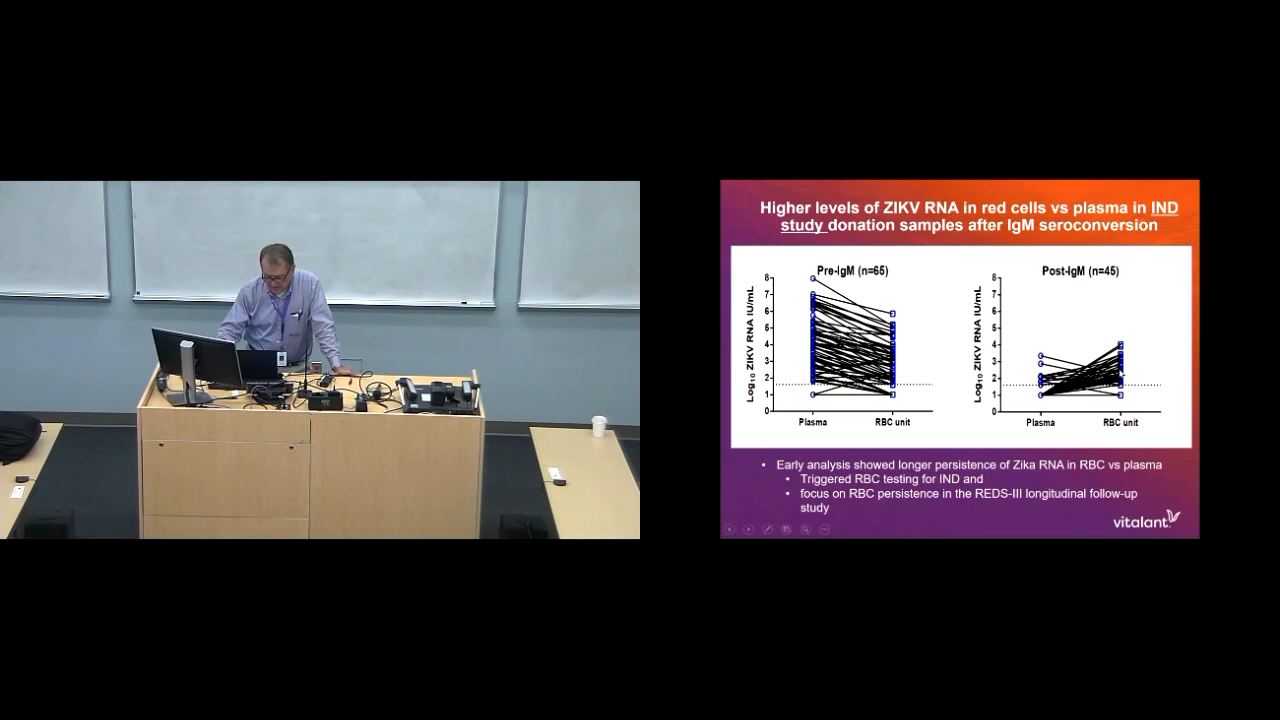 Higher levels of ZIKV RNA in red cells vs plasma in IND
study donation samples after IgM seroconversion
Pre-IgM (n=65)
Log10 ZIKV RNA IU/mL
8
7
6
5
4
3
2
1
0
Plasma
RBC unit
Post-IgM (n=45)
Log10 ZIKV RNA IU/mL
8
7
6
5
4
3
2
1
0
Plasma
RBC unit
• Early analysis showed longer persistence of Zika RNA in RBC vs plasma
• Triggered RBC testing for IND and
• focus on RBC persistence in the REDS-III longitudinal follow-up
study
vitalant